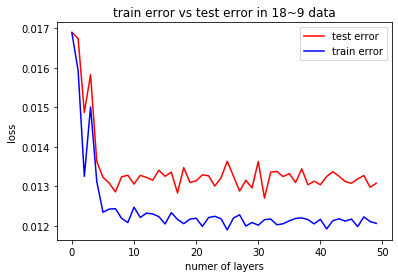 train error vs test error in 18~9 data
test error
train error
loss
0.017
0.016
0.015
0.014
0.013
0.012
0 10 20 30 40 50
numer of layers